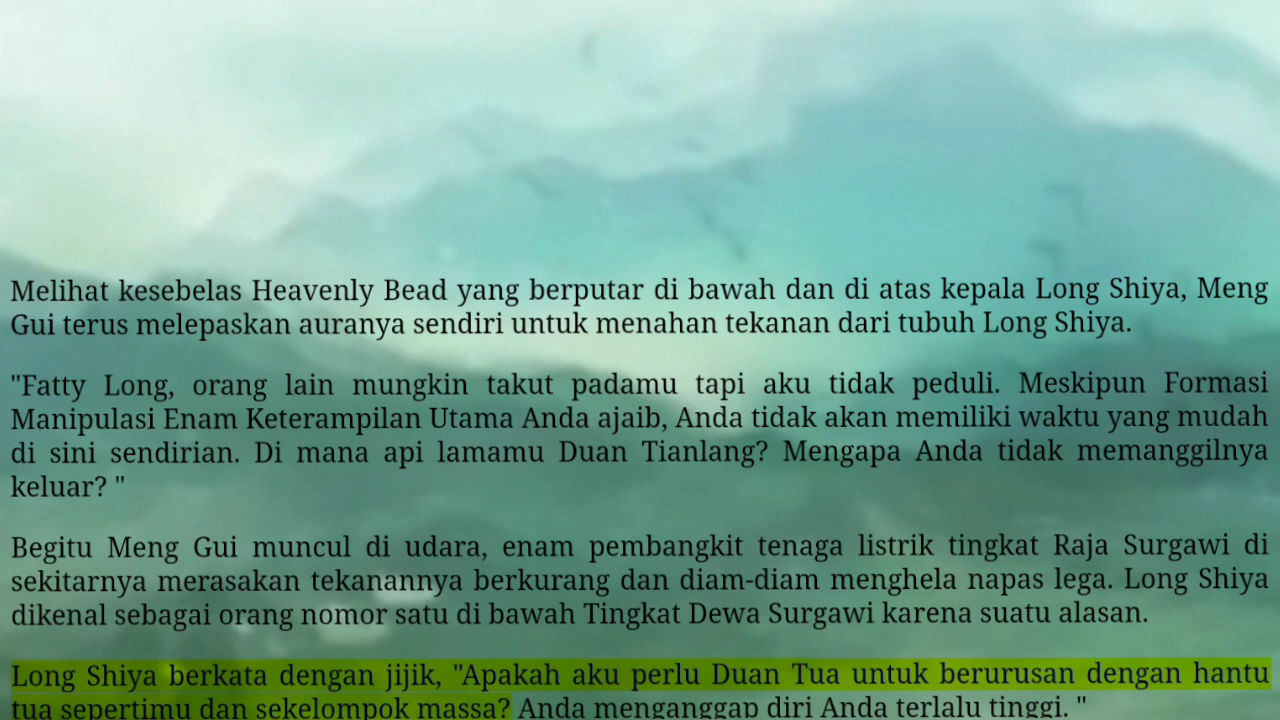 Melihat kesebelas Heavenly Bead yang berputar di bawah dan di atas kepala Long Shiya, Meng
Gui terus melepaskan auranya sendiri untuk menahan tekanan dari tubuh Long Shiya.
"Fatty Long, orang lain mungkin takut padamu tapi aku tidak peduli. Meskipun Formasi
Manipulasi Enam Keterampilan Utama Anda ajaib, Anda tidak akan memiliki waktu yang mudah
di sini sendirian. Di mana api lamamu Duan Tianlang? Mengapa Anda tidak memanggilnya
keluar? "
Begitu Meng Gui muncul di udara, enam pembangkit tenaga listrik tingkat Raja Surgawi di
sekitarnya merasakan tekanannya berkurang dan diam-diam menghela napas lega. Long Shiya
dikenal sebagai orang nomor satu di bawah Tingkat Dewa Surgawi karena suatu alasan.
Long Shiya berkata dengan jijik, "Apakah aku perlu Duan Tua untuk berurusan dengan hantu
tua sepertimu dan sekelompok massa? Anda menganggap diri Anda terlalu tinggi. "